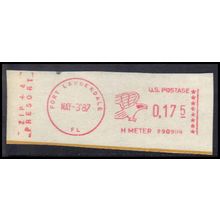 ZIP + 4
PRESORT
FORT LAUDERDALE
MAY -3'87
FL
U.S. POSTAGE
0,17 5
H METER